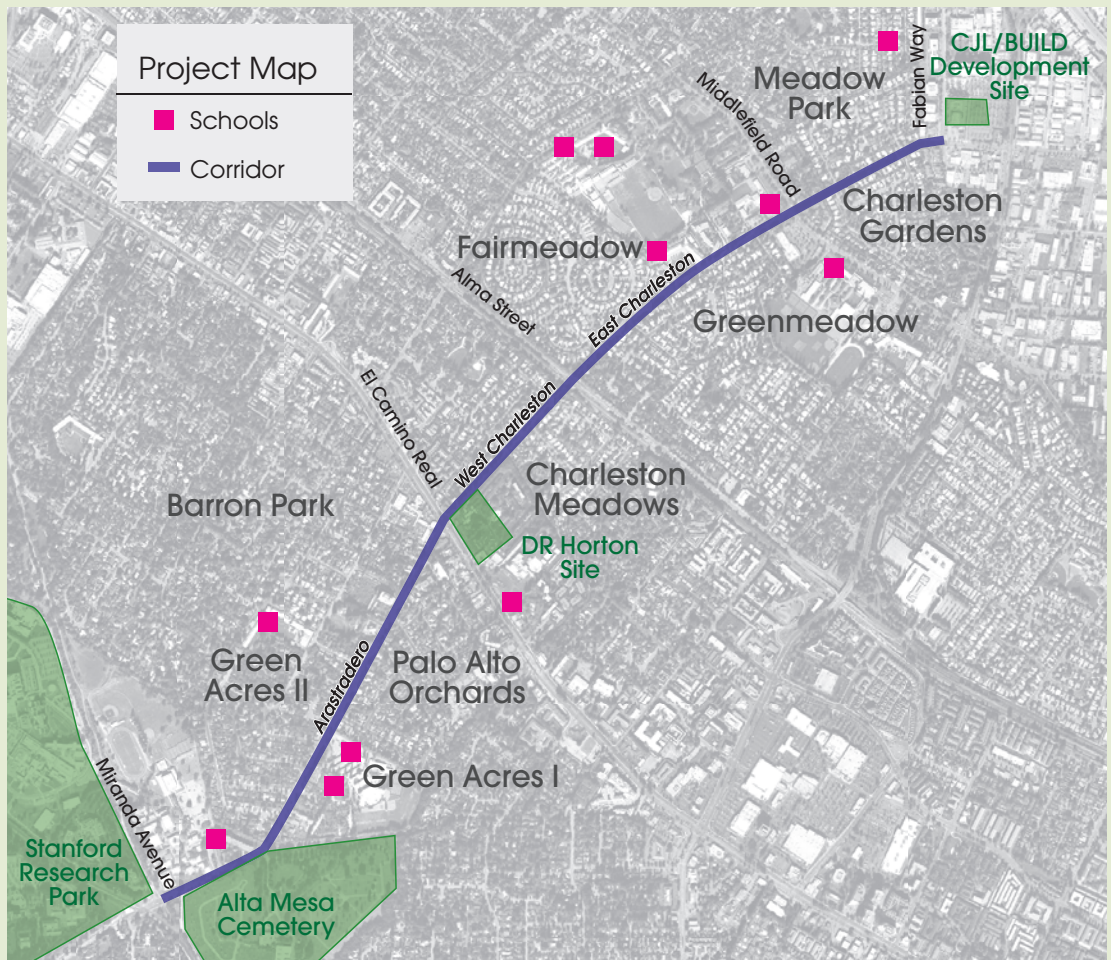 Project Map
Schools
Corridor
Fabian Way
CJL/BUILD
Development
Site
Meadow
Park
Middlefield Road
Charleston
Gardens
Fairmeadow
East Charleston
Alma Street
Greenmeadow
El Camino Real
West Charleston
Charleston
Meadows
Barron Park
DR Horton
Site
Green
Acres II
Arastradero
Palo Alto
Orchards
Green Acres I
Miranda Avenue
Stanford
Research
Park
Alta Mesa
Cemetery